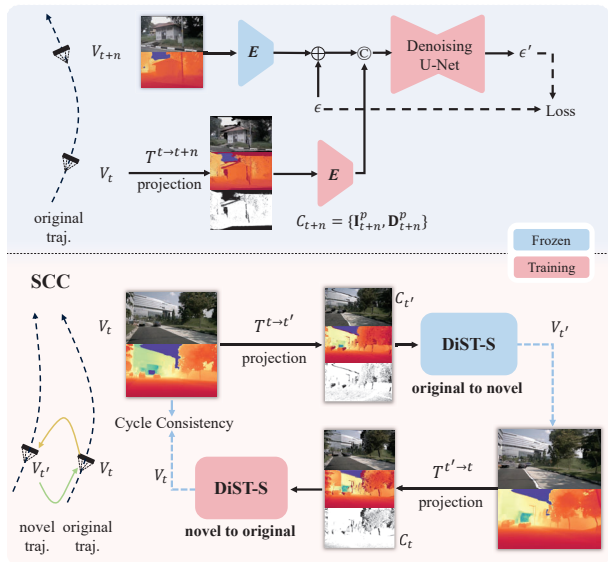 V_{t+n}
E
⊕
©
Denoising
U-Net
ϵ'
ϵ
Loss
V_t
T^{t→t+n}
projection
E
C_{t+n} = {I^p_{t+n}, D^p_{t+n}}
original
traj.
Frozen
Training
SCC
V_t
T^{t→t'}
projection
C_{t'}
DiST-S
original to novel
V_{t'}
Cycle Consistency
V_{t'}
V_t
novel
traj.
original
traj.
V_t
DiST-S
novel to original
C_t
T^{t'→t}
projection